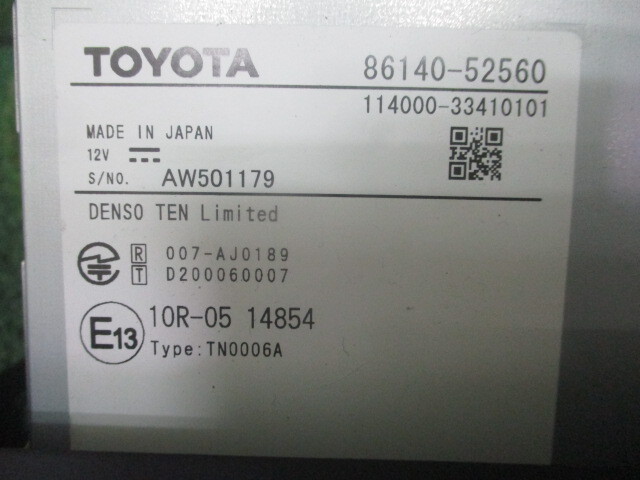 TOYOTA 86140-52560
114000-33410101
MADE IN JAPAN
12V
S/NO. AW501179
DENSO TEN Limited
R 007-AJ0189
T D200060007
E13 10R-05 14854
Type:TN0006A